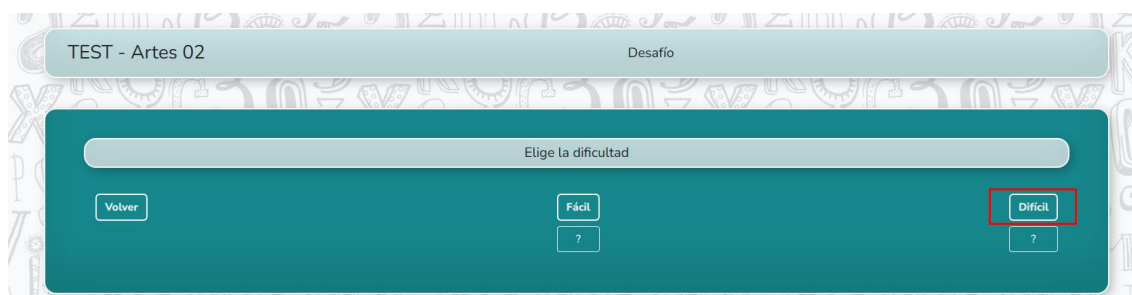 TEST - Artes 02
Desafío
Elige la dificultad
Volver
Fácil
Difícil
?
?